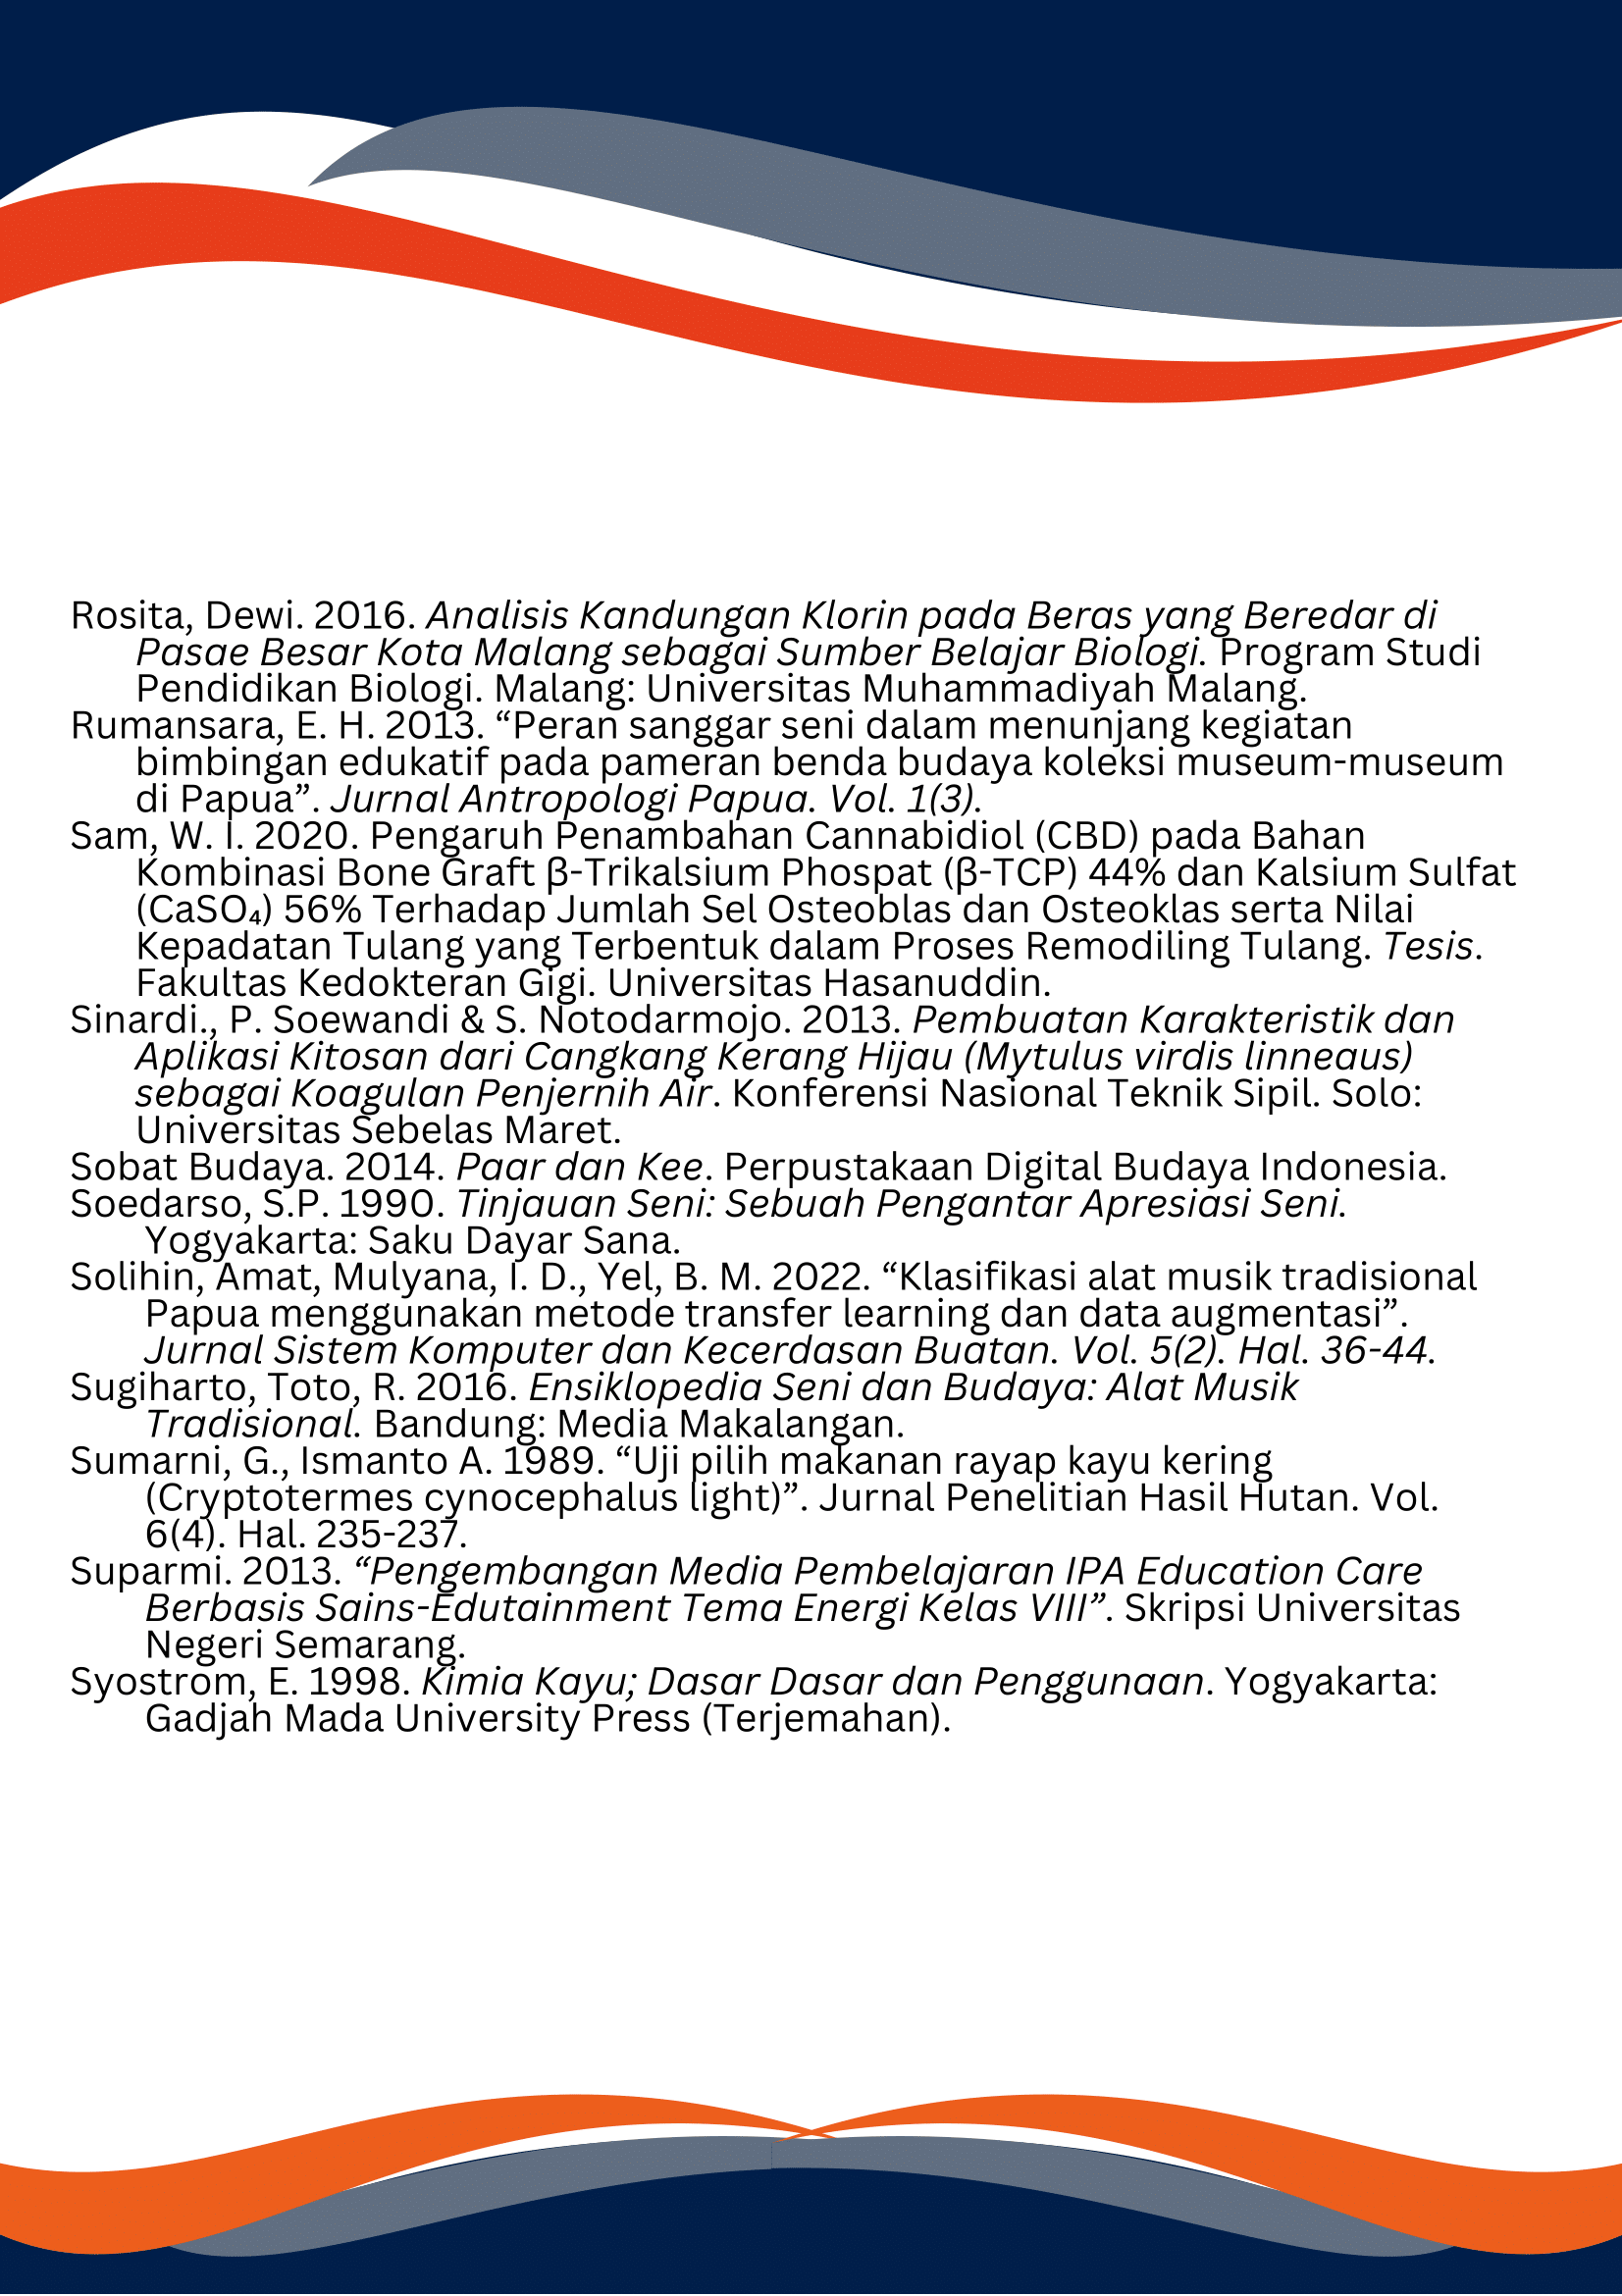 Rosita, Dewi. 2016. Analisis Kandungan Klorin pada Beras yang Beredar di
Pasae Besar Kota Malang sebagai Sumber Belajar Biologi. Program Studi
Pendidikan Biologi. Malang: Universitas Muhammadiyah Malang.
Rumansara, E. H. 2013. “Peran sanggar seni dalam menunjang kegiatan
bimbingan edukatif pada pameran benda budaya koleksi museum-museum
di Papua”. Jurnal Antropologi Papua. Vol. 1(3).
Sam, W. I. 2020. Pengaruh Penambahan Cannabidiol (CBD) pada Bahan
Kombinasi Bone Graft β-Trikalsium Phospat (β-TCP) 44% dan Kalsium Sulfat
(CaSO₄) 56% Terhadap Jumlah Sel Osteoblas dan Osteoklas serta Nilai
Kepadatan Tulang yang Terbentuk dalam Proses Remodiling Tulang. Tesis.
Fakultas Kedokteran Gigi. Universitas Hasanuddin.
Sinardi., P. Soewandi & S. Notodarmojo. 2013. Pembuatan Karakteristik dan
Aplikasi Kitosan dari Cangkang Kerang Hijau (Mytulus virdis linneaus)
sebagai Koagulan Penjernih Air. Konferensi Nasional Teknik Sipil. Solo:
Universitas Sebelas Maret.
Sobat Budaya. 2014. Paar dan Kee. Perpustakaan Digital Budaya Indonesia.
Soedarso, S.P. 1990. Tinjauan Seni: Sebuah Pengantar Apresiasi Seni.
Yogyakarta: Saku Dayar Sana.
Solihin, Amat, Mulyana, I. D., Yel, B. M. 2022. “Klasifikasi alat musik tradisional
Papua menggunakan metode transfer learning dan data augmentasi”.
Jurnal Sistem Komputer dan Kecerdasan Buatan. Vol. 5(2). Hal. 36-44.
Sugiharto, Toto, R. 2016. Ensiklopedia Seni dan Budaya: Alat Musik
Tradisional. Bandung: Media Makalangan.
Sumarni, G., Ismanto A. 1989. “Uji pilih makanan rayap kayu kering
(Cryptotermes cynocephalus light)”. Jurnal Penelitian Hasil Hutan. Vol.
6(4). Hal. 235-237.
Suparmi. 2013. “Pengembangan Media Pembelajaran IPA Education Care
Berbasis Sains-Edutainment Tema Energi Kelas VIII”. Skripsi Universitas
Negeri Semarang.
Syostrom, E. 1998. Kimia Kayu; Dasar Dasar dan Penggunaan. Yogyakarta:
Gadjah Mada University Press (Terjemahan).